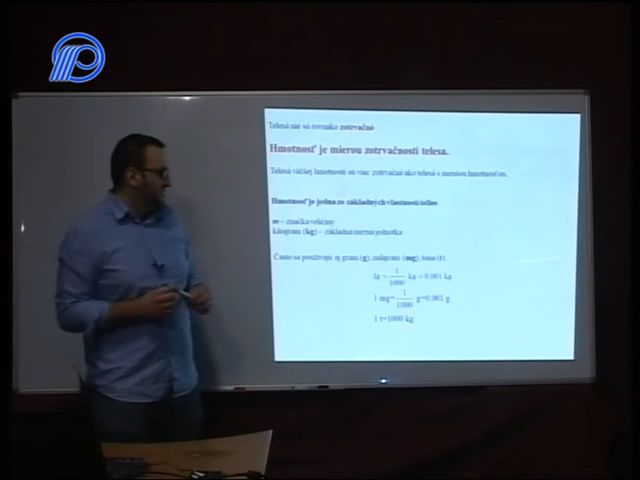 Telesá nie sú rovnako zotrvačné
Hmotnosť je mierou zotrvačnosti telesa.
Telesá väčšej hmotnosti sú viac zotrvačné ako telesá s menšou hmotnosťou.
Hmotnosť je jedna zo základných vlastností telies
m – značka veličiny
kilogram (kg) – základná merná jednotka
Často sa používajú aj gram (g), miligram (mg), tona (t).
1g = 1/1000 kg = 0,001 kg
1 mg= 1/1000 g=0,001 g
1 t=1000 kg